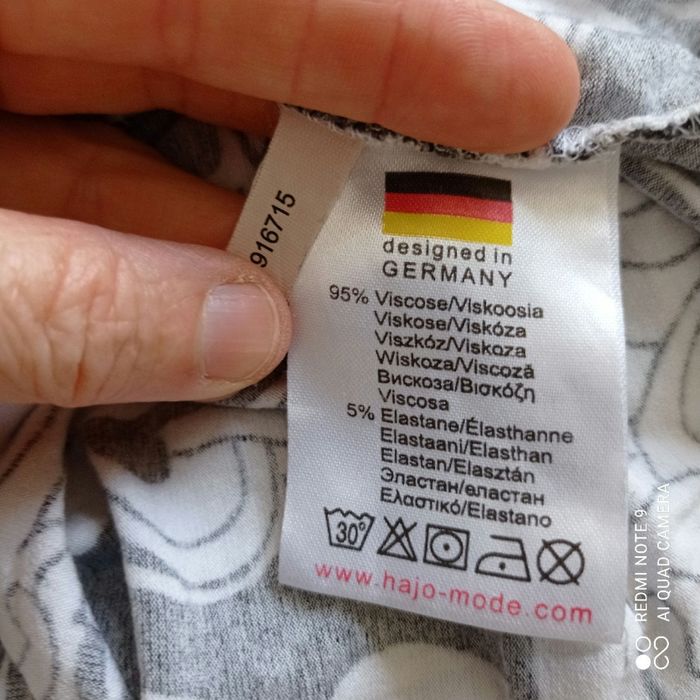 916715
designed in
GERMANY
95% Viscose/Viskoosia
Viskose/Viskóza
Viszkóz/Viskoza
Wiskoza/Viscoză
Вискоза/Βισκόζη
Viscosa
5% Elastane/Élasthanne
Elastaani/Elasthan
Elastan/Elasztán
Эластан/еластан
Ελαστικό/Elastano
30°
www.hajo-mode.com
REDMI NOTE 9
AI QUAD CAMERA